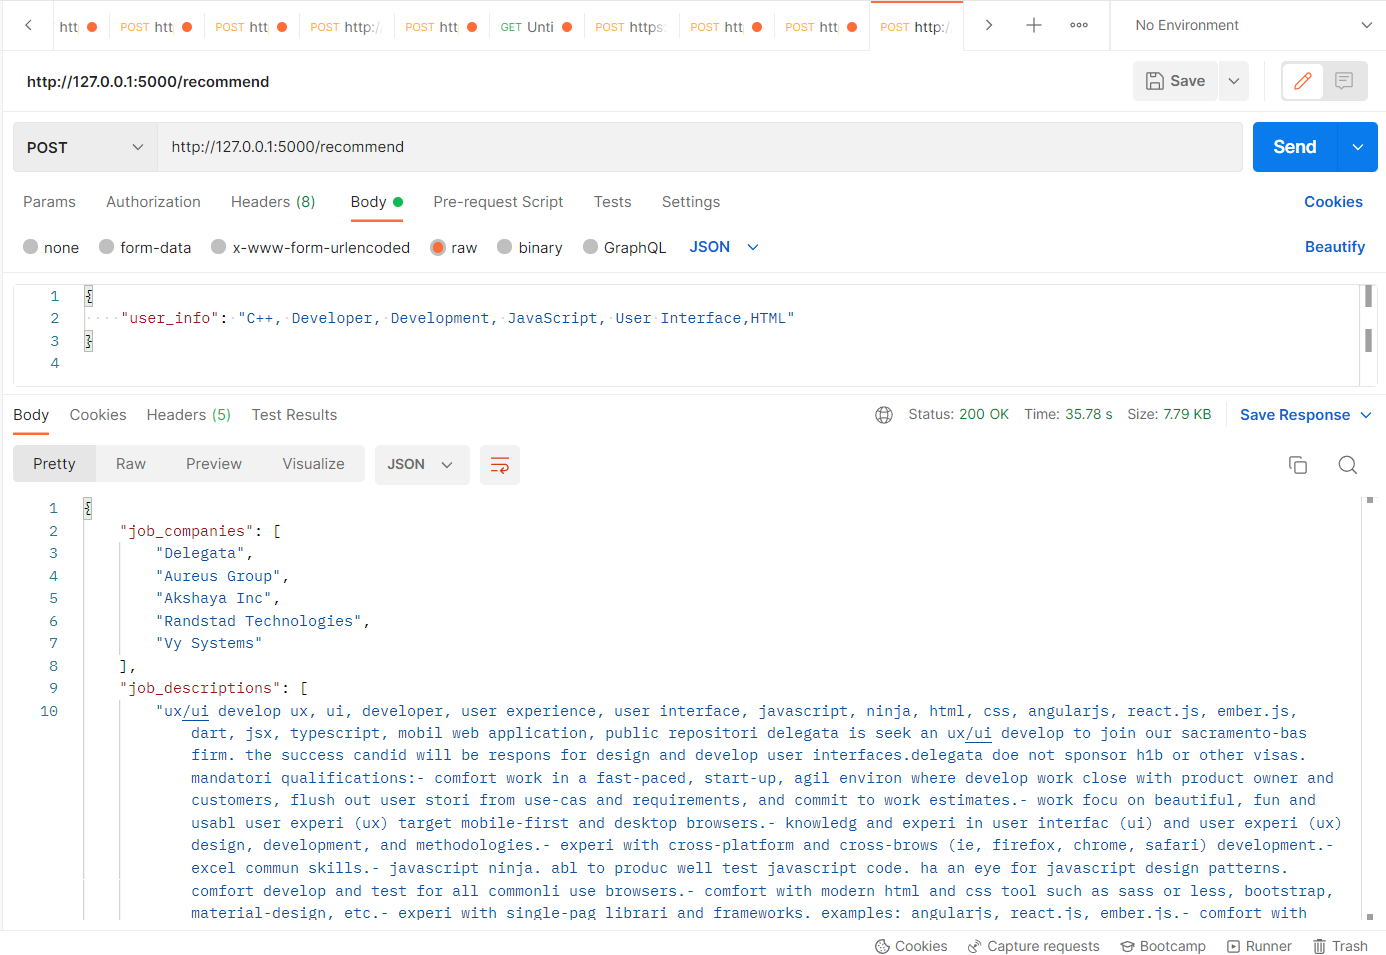 htt POST htt POST htt POST http:/ POST htt GET Unti POST https: POST htt POST htt POST http:/ No Environment
http://127.0.0.1:5000/recommend Save
POST http://127.0.0.1:5000/recommend Send
Params Authorization Headers (8) Body Pre-request Script Tests Settings Cookies
none form-data x-www-form-urlencoded raw binary GraphQL JSON Beautify
1 {
2 "user_info": "C++, Developer, Development, JavaScript, User Interface,HTML"
3 }
4
Body Cookies Headers (5) Test Results Status: 200 OK Time: 35.78 s Size: 7.79 KB Save Response
Pretty Raw Preview Visualize JSON
1 {
2 "job_companies": [
3 "Delegata",
4 "Aureus Group",
5 "Akshaya Inc",
6 "Randstad Technologies",
7 "Vy Systems"
8 ],
9 "job_descriptions": [
10 "ux/ui develop ux, ui, developer, user experience, user interface, javascript, ninja, html, css, angularjs, react.js, ember.js,
dart, jsx, typescript, mobil web application, public repositori delegata is seek an ux/ui develop to join our sacramento-bas
firm. the success candid will be respons for design and develop user interfaces.delegata doe not sponsor h1b or other visas.
mandatori qualifications:- comfort work in a fast-paced, start-up, agil environ where develop work close with product owner and
customers, flush out user stori from use-cas and requirements, and commit to work estimates.- work focu on beautiful, fun and
usabl user experi (ux) target mobile-first and desktop browsers.- knowledg and experi in user interfac (ui) and user experi (ux)
design, development, and methodologies.- experi with cross-platform and cross-brows (ie, firefox, chrome, safari) development.-
excel commun skills.- javascript ninja. abl to produc well test javascript code. ha an eye for javascript design patterns.
comfort develop and test for all commonli use browsers.- comfort with modern html and css tool such as sass or less, bootstrap,
material-design, etc.- experi with single-pag librari and frameworks. examples: angularjs, react.js, ember.js.- comfort with
Cookies Capture requests Bootcamp Runner Trash